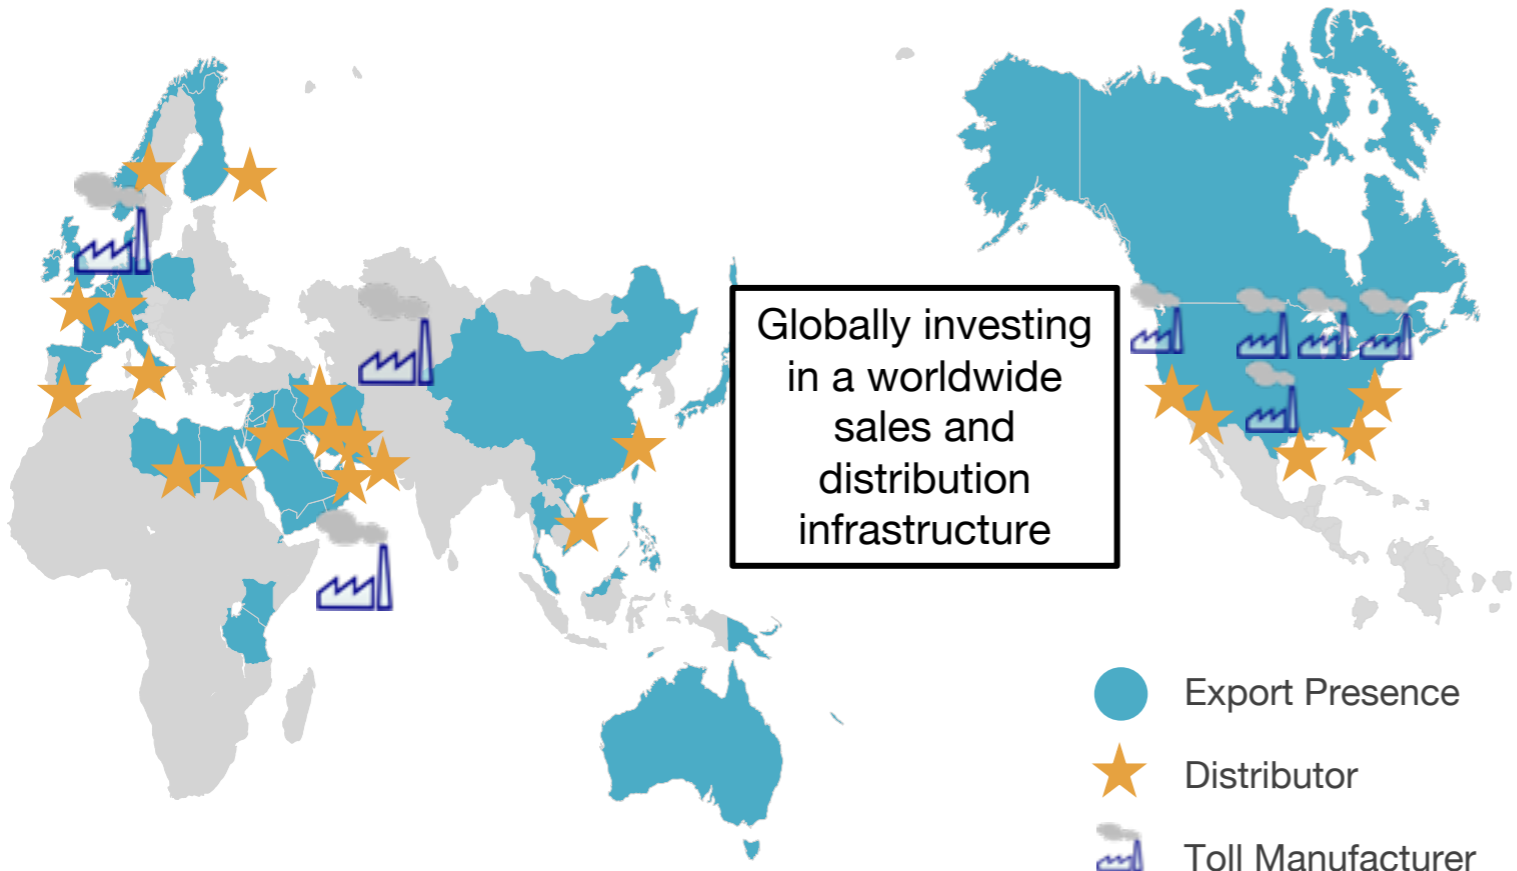 Globally investing
in a worldwide
sales and
distribution
infrastructure
Export Presence
Distributor
Toll Manufacturer